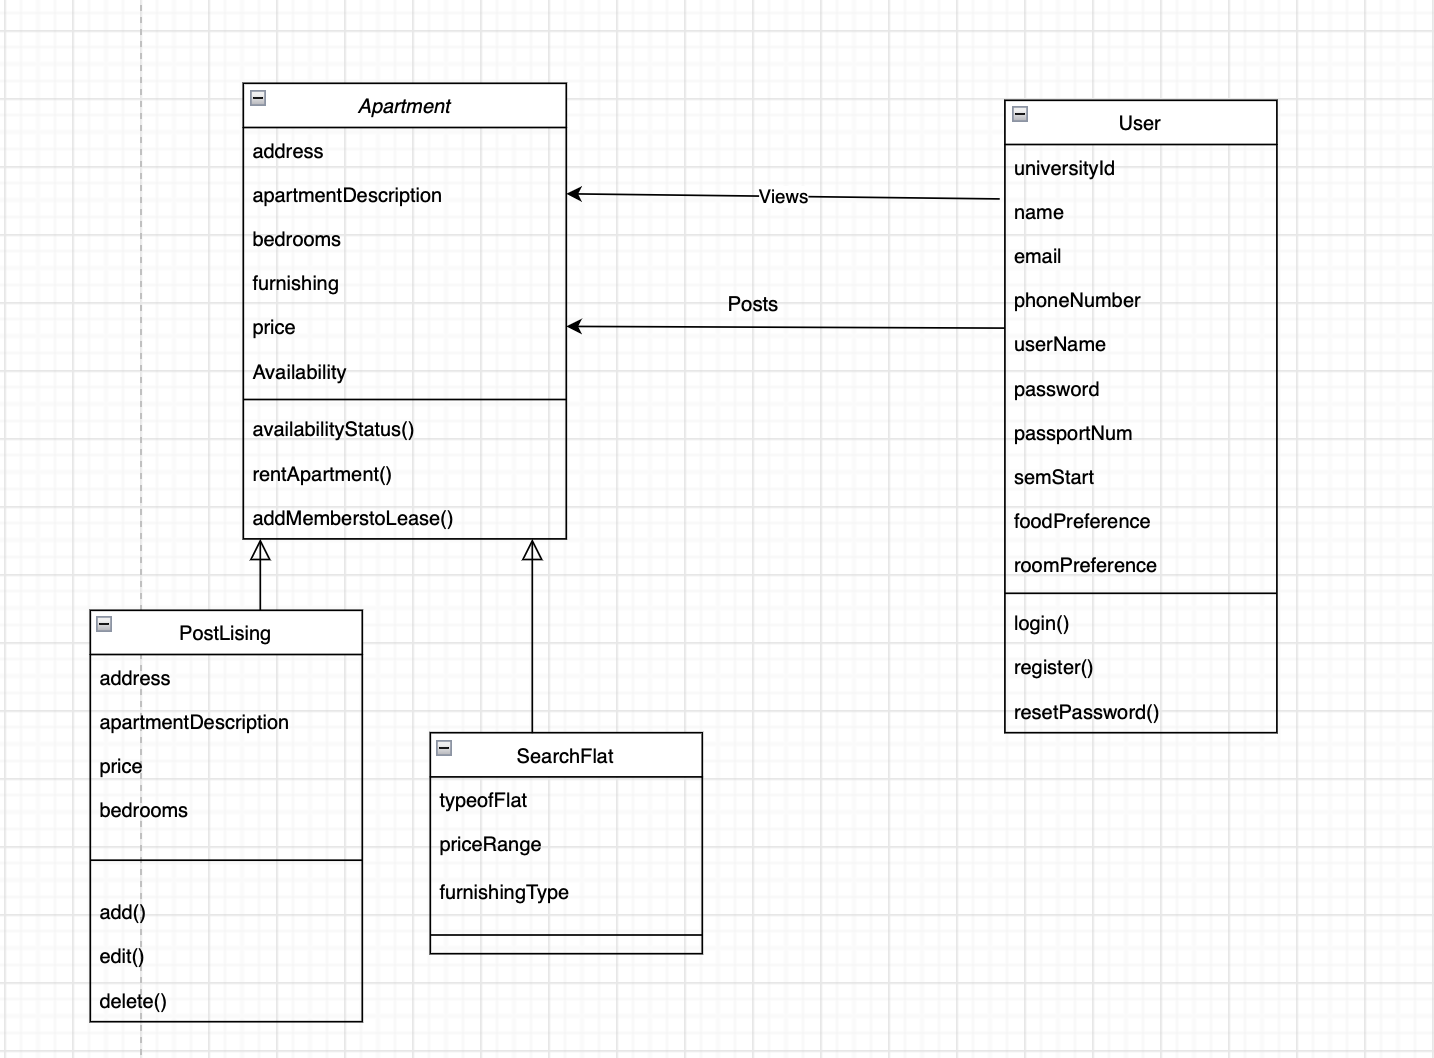 Apartment
address
apartmentDescription
bedrooms
furnishing
price
Availability
availabilityStatus()
rentApartment()
addMemberstoLease()
Views
Posts
User
universityId
name
email
phoneNumber
userName
password
passportNum
semStart
foodPreference
roomPreference
login()
register()
resetPassword()
PostLising
address
apartmentDescription
price
bedrooms
add()
edit()
delete()
SearchFlat
typeofFlat
priceRange
furnishingType